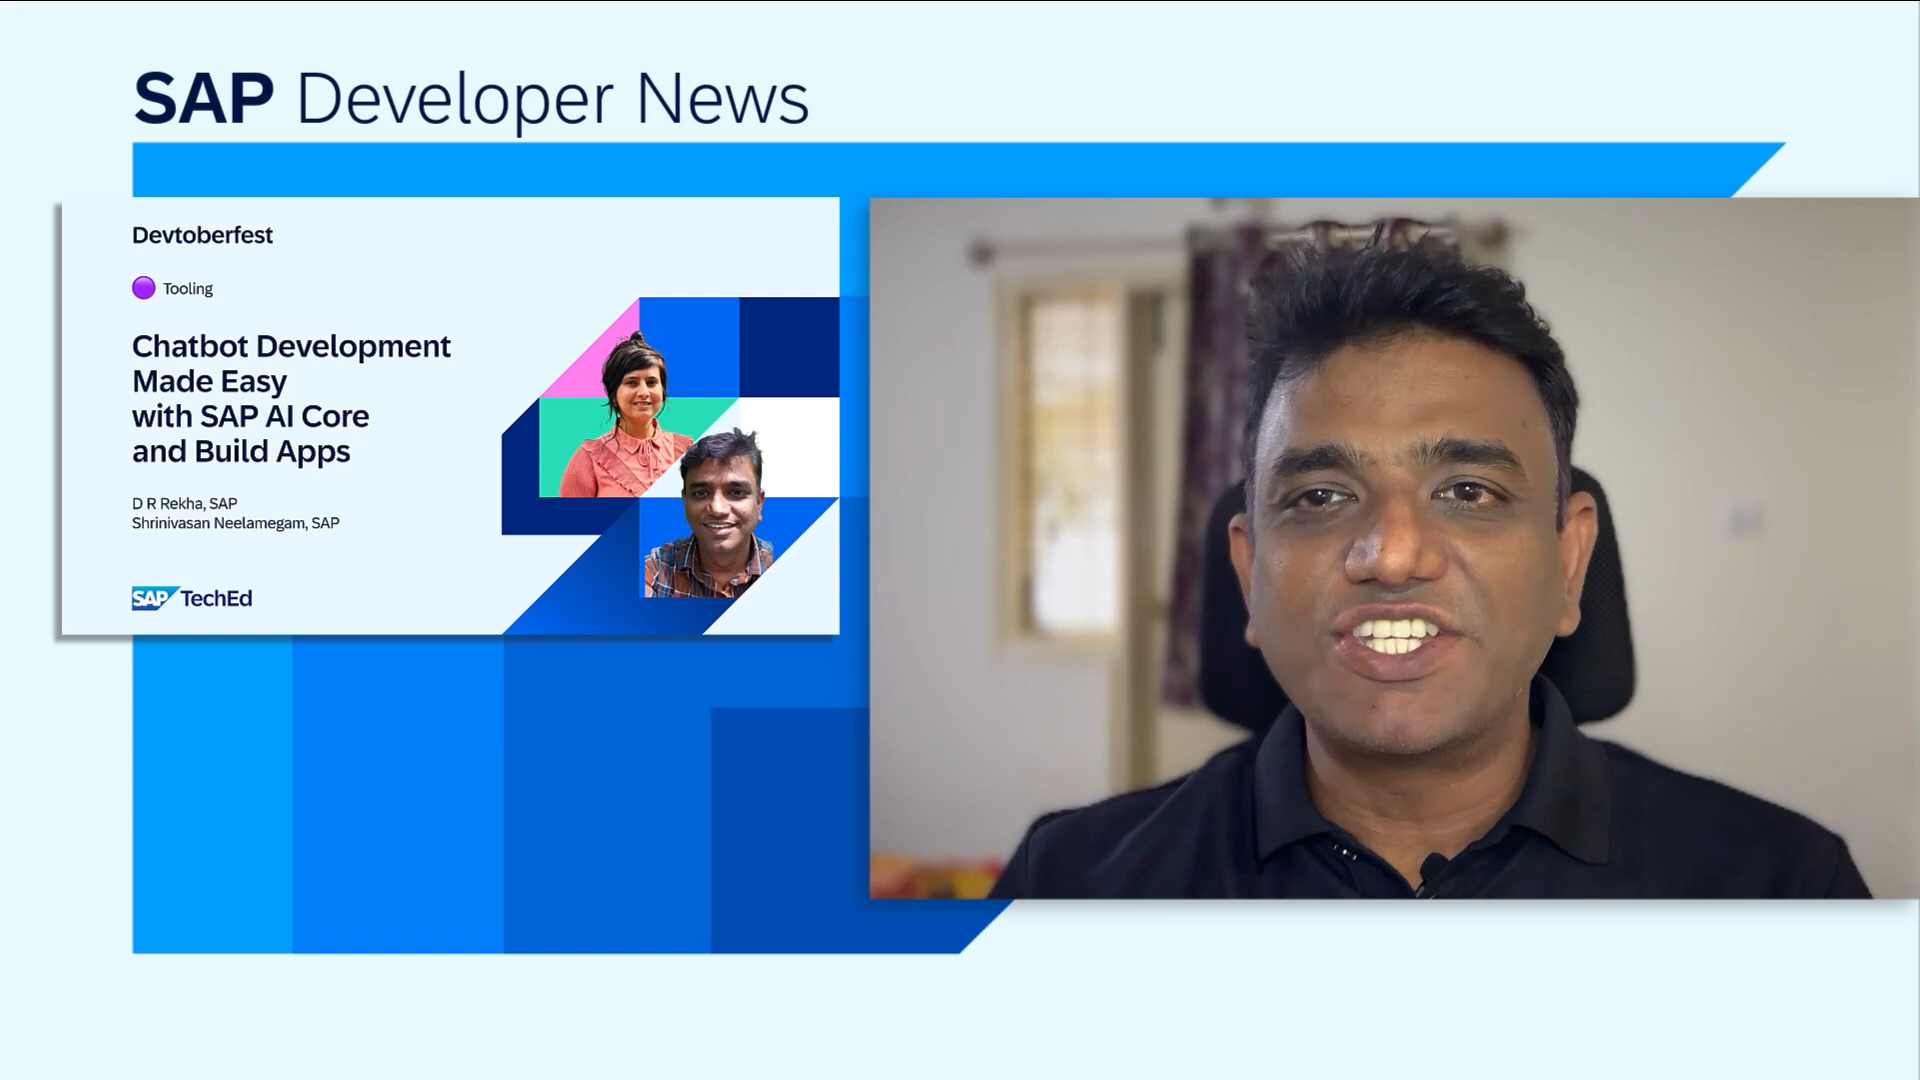 SAP Developer News
Devtoberfest
Tooling
Chatbot Development
Made Easy
with SAP AI Core
and Build Apps
D R Rekha, SAP
Shrinivasan Neelamegam, SAP
SAP TechEd